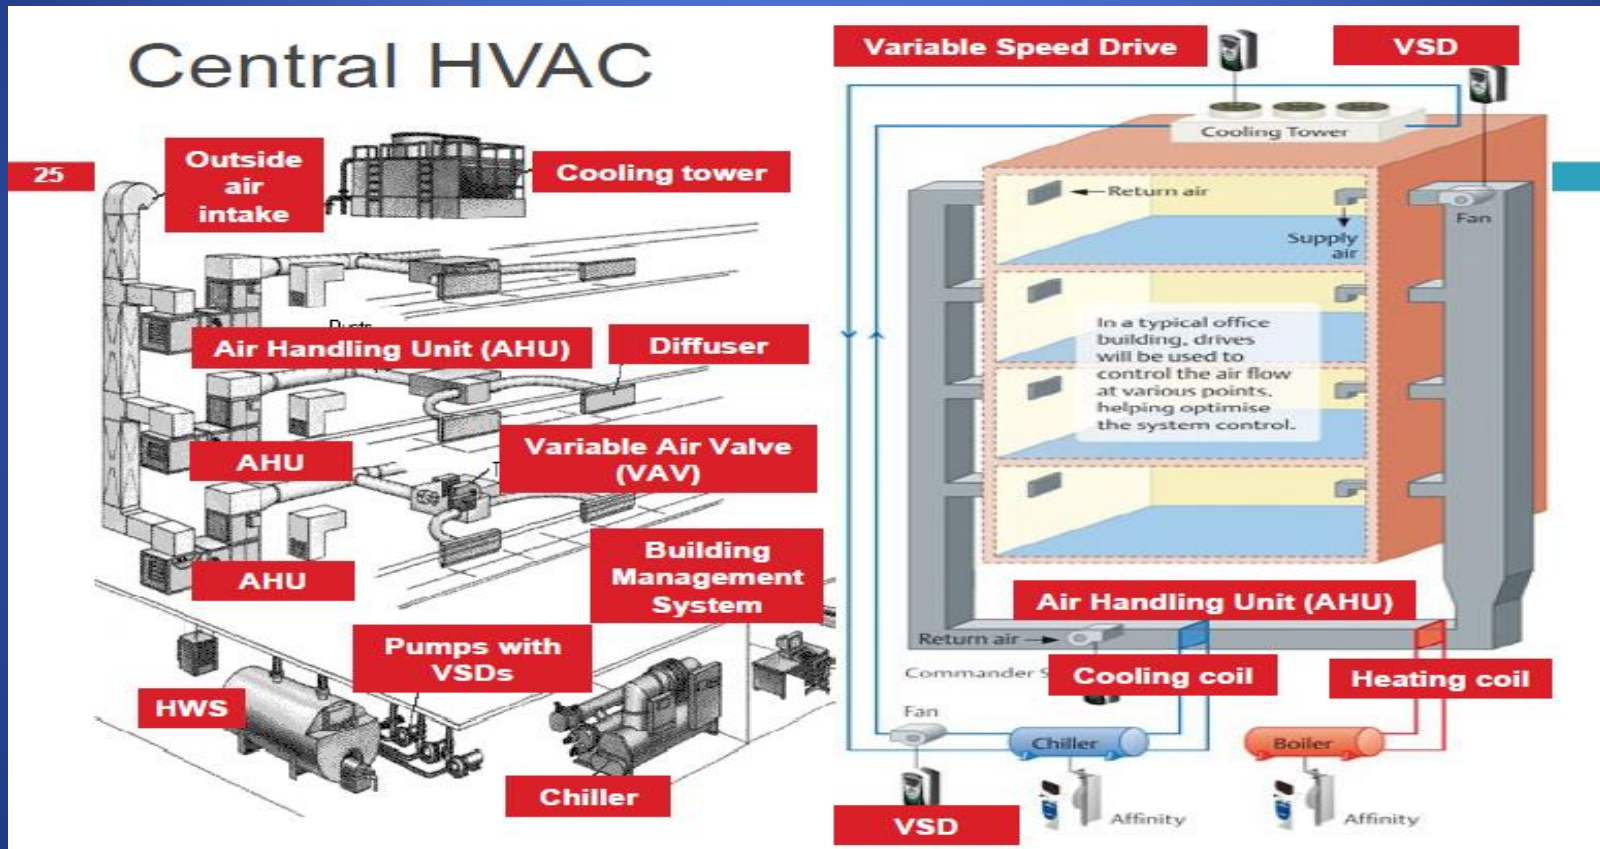 Central HVAC
25
Outside
air
intake
Cooling tower
Air Handling Unit (AHU)
Diffuser
AHU
Variable Air Valve
(VAV)
AHU
Building
Management
System
Pumps with
VSDs
HWS
Chiller
Variable Speed Drive
VSD
Cooling Tower
Return air
Supply
air
Fan
In a typical office
building, drives
will be used to
control the air flow
at various points,
helping optimise
the system control.
Air Handling Unit (AHU)
Return air
Commander S
Cooling coil
Heating coil
Fan
Chiller
Boiler
VSD
Affinity
Affinity